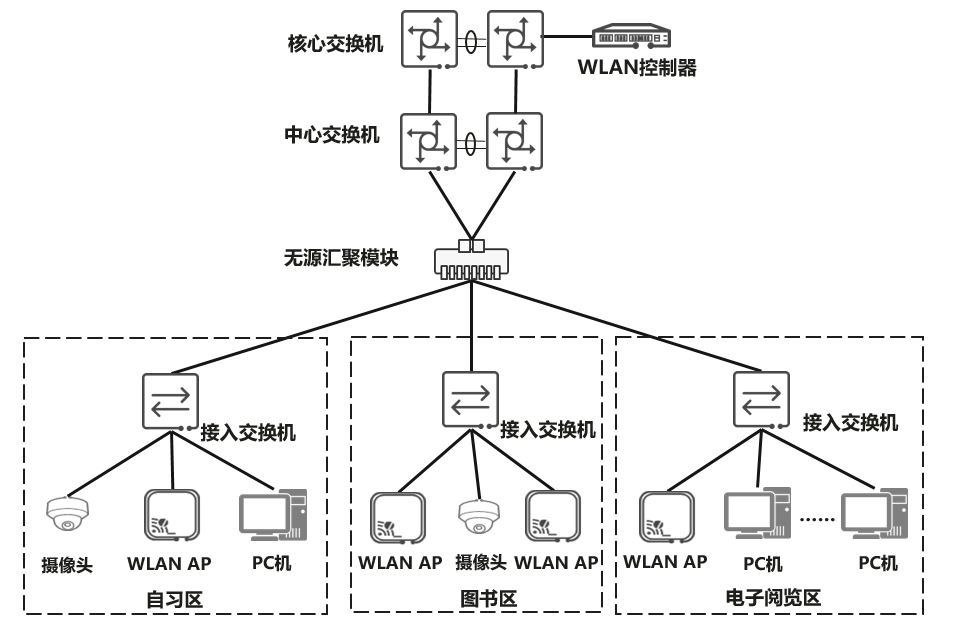 核心交换机
WLAN控制器
中心交换机
无源汇聚模块
接入交换机
接入交换机
接入交换机
摄像头
WLAN AP
PC机
WLAN AP
摄像头
WLAN AP
WLAN AP
PC机
......
PC机
自习区
图书区
电子阅览区